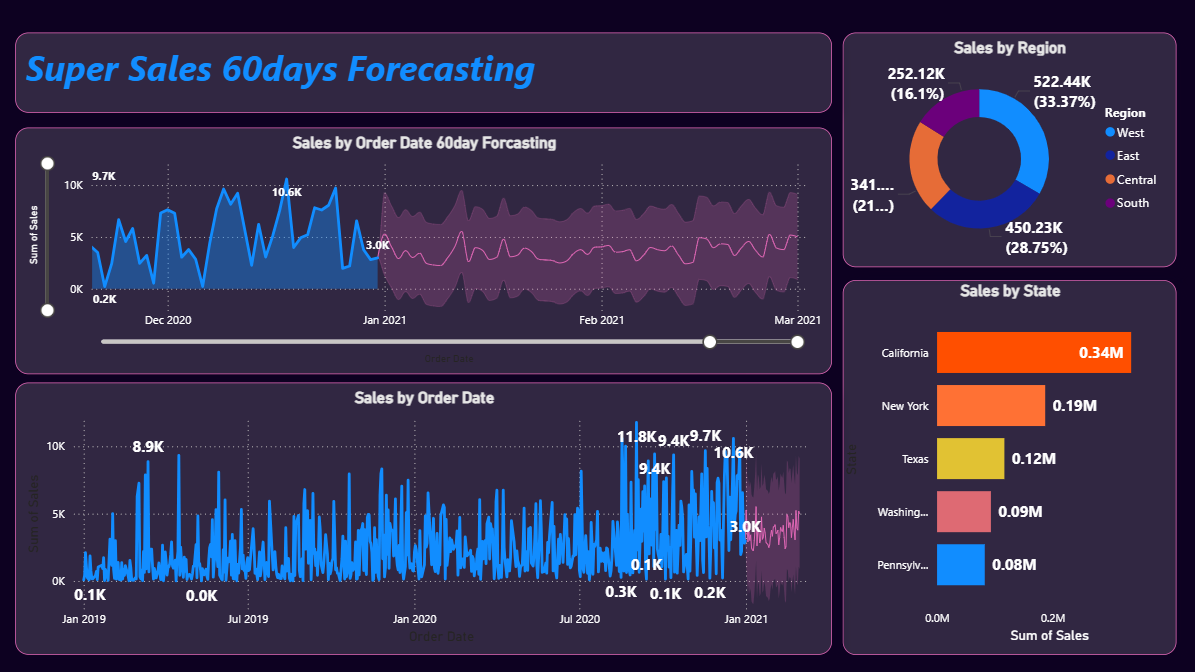 Super Sales 60days Forecasting
Sales by Order Date 60day Forcasting
Sum of Sales
10K
5K
0K
9.7K
10.6K
3.0K
0.2K
Dec 2020
Jan 2021
Feb 2021
Mar 2021
Order Date
Sales by Order Date
Sum of Sales
10K
5K
0K
8.9K
11.8K
9.4K
9.7K
9.4K
10.6K
3.0K
0.1K
0.1K
0.0K
0.3K
0.1K
0.2K
Jan 2019
Jul 2019
Jan 2020
Jul 2020
Jan 2021
Order Date
Sales by Region
252.12K
(16.1%)
522.44K
(33.37%)
341....
(21...)
450.23K
(28.75%)
Region
West
East
Central
South
Sales by State
State
California
0.34M
New York
0.19M
Texas
0.12M
Washing...
0.09M
Pennsylv...
0.08M
0.0M
0.2M
Sum of Sales